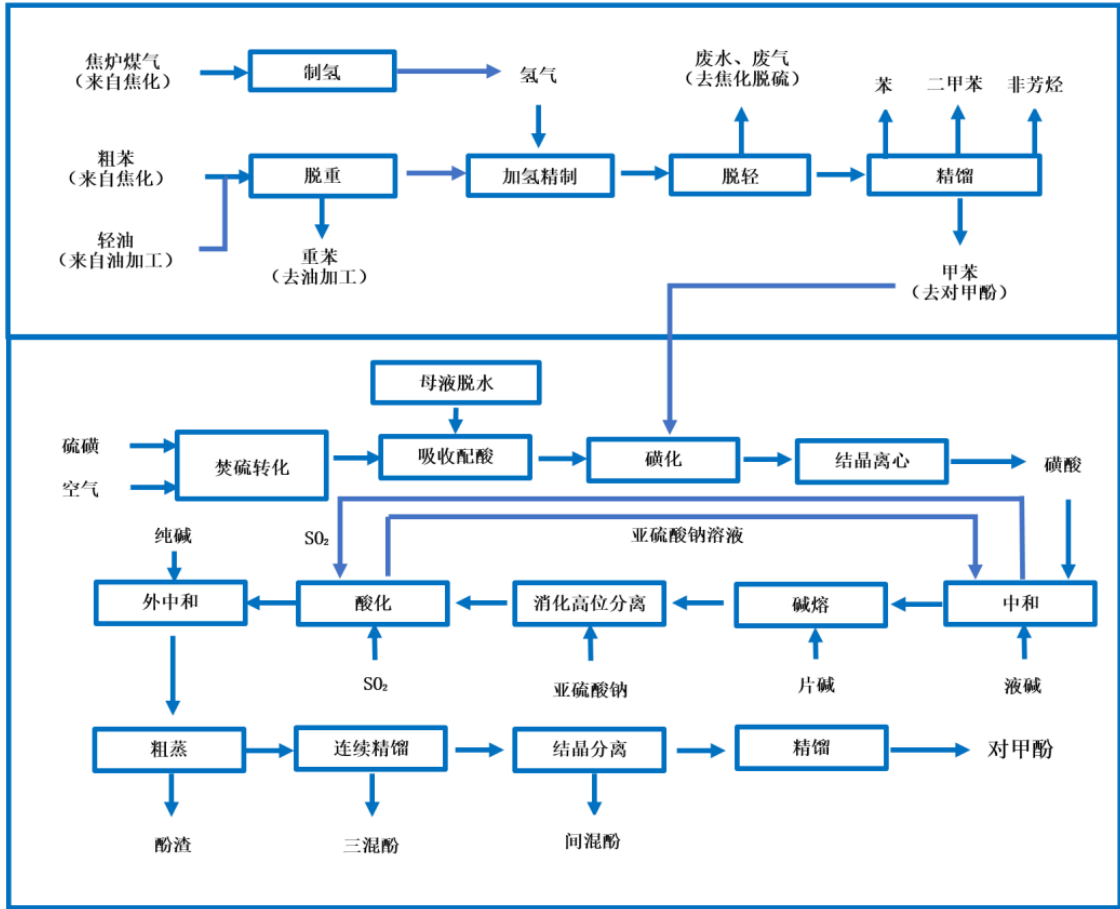 焦炉煤气
（来自焦化）
制氢
氢气
废水、废气
（去焦化脱硫）
苯
二甲苯
非芳烃
粗苯
（来自焦化）
脱重
加氢精制
脱轻
精馏
轻油
（来自油加工）
重苯
（去油加工）
甲苯
（去对甲酚）
母液脱水
硫磺
空气
焚硫转化
吸收配酸
磺化
结晶离心
磺酸
纯碱
SO₂
亚硫酸钠溶液
外中和
酸化
消化高位分离
碱熔
中和
SO₂
亚硫酸钠
片碱
液碱
粗蒸
连续精馏
结晶分离
精馏
对甲酚
酚渣
三混酚
间混酚